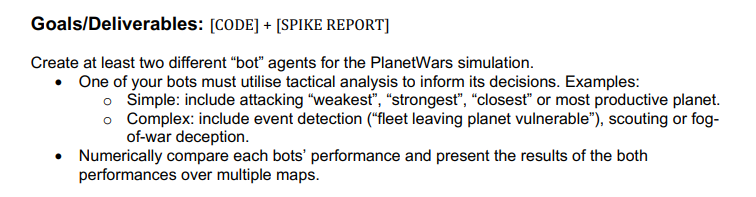 Goals/Deliverables: [CODE] + [SPIKE REPORT]
Create at least two different “bot” agents for the PlanetWars simulation.
• One of your bots must utilise tactical analysis to inform its decisions. Examples:
o Simple: include attacking “weakest”, “strongest”, “closest” or most productive planet.
o Complex: include event detection (“fleet leaving planet vulnerable”), scouting or fog-
of-war deception.
• Numerically compare each bots’ performance and present the results of the both
performances over multiple maps.